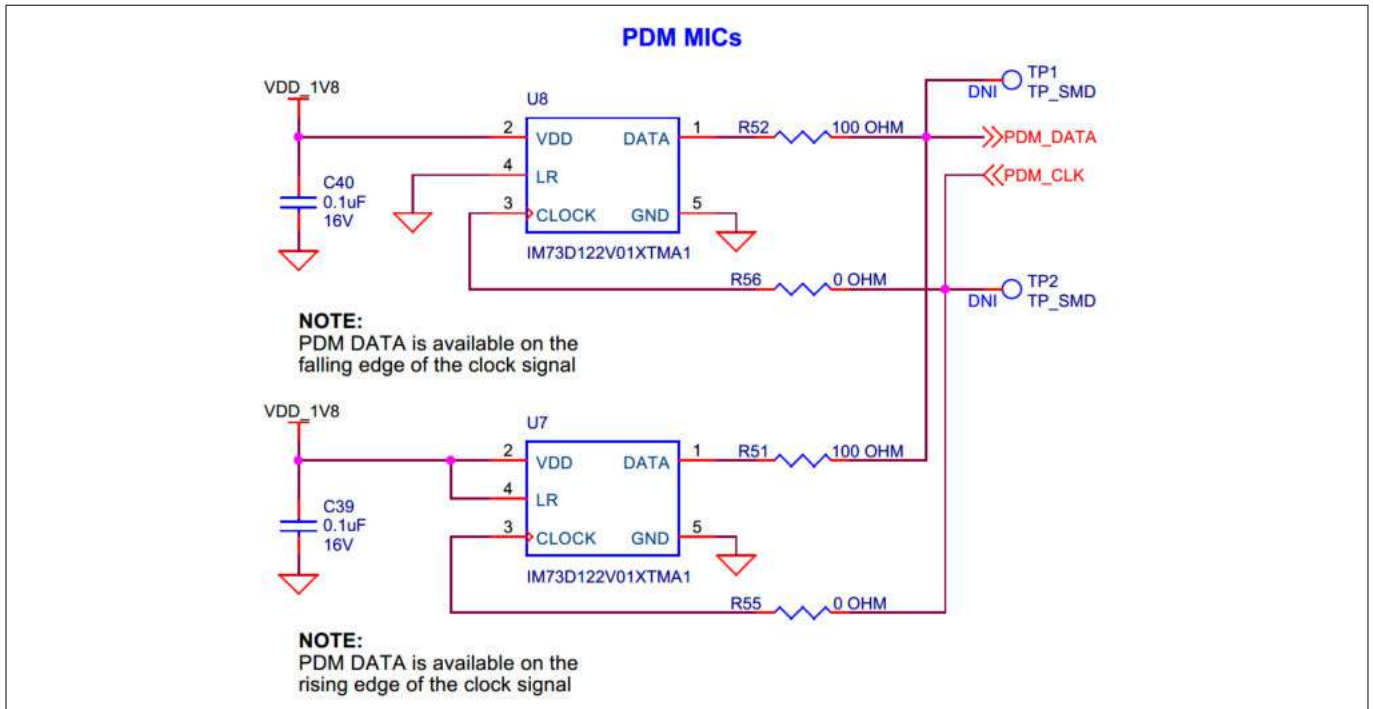 PDM MICs
VDD_1V8
C40
0.1uF
16V
U8
2 VDD DATA 1
4 LR
3 CLOCK GND 5
IM73D122V01XTMA1
R52 100 OHM
R56 0 OHM
TP1
DNI TP_SMD
PDM_DATA
PDM_CLK
TP2
DNI TP_SMD
NOTE:
PDM DATA is available on the
falling edge of the clock signal
VDD_1V8
C39
0.1uF
16V
U7
2 VDD DATA 1
4 LR
3 CLOCK GND 5
IM73D122V01XTMA1
R51 100 OHM
R55 0 OHM
NOTE:
PDM DATA is available on the
rising edge of the clock signal